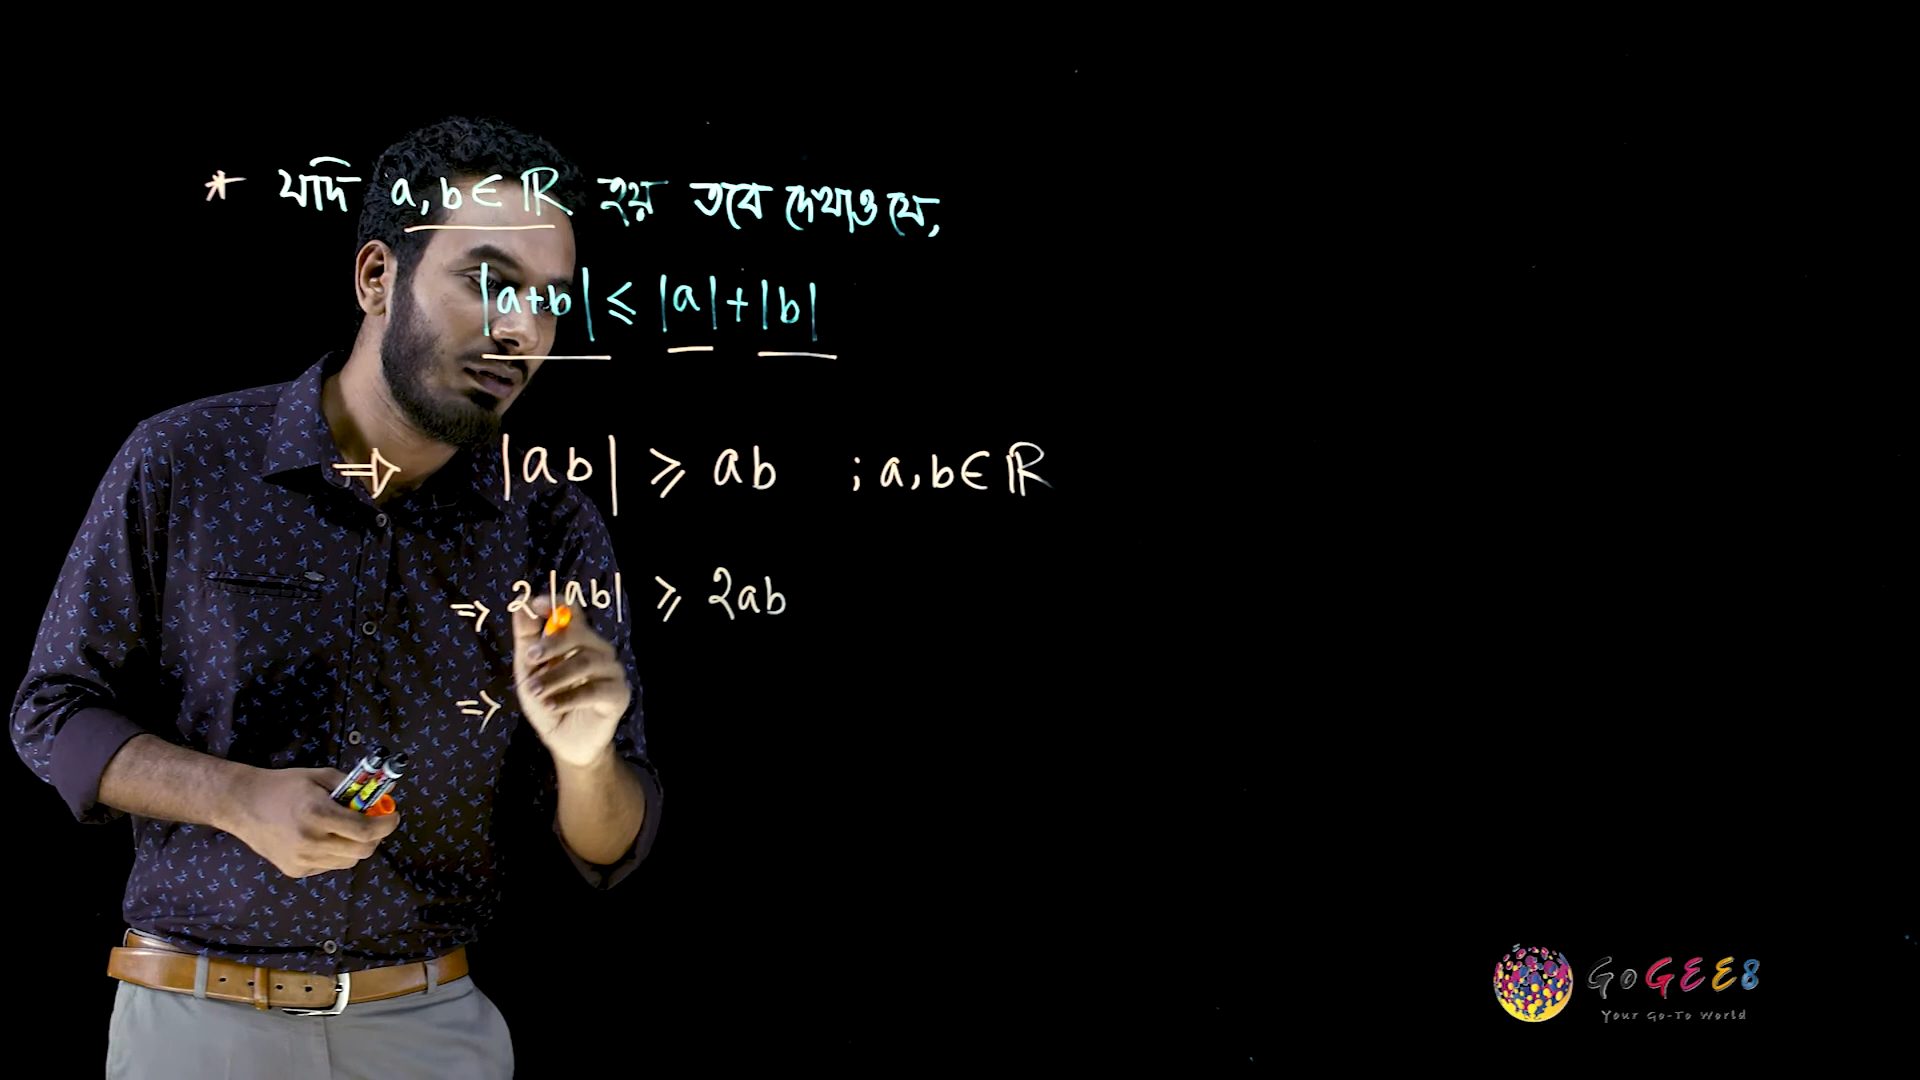 * যদি a, b ∈ ℝ হয় তবে দেখাও যে,
|a+b| ⩽ |a|+|b|
⇒ |ab| ⩾ ab ; a, b ∈ ℝ
⇒ 2|ab| ⩾ 2ab
⇒
GoGEE8
Your Go-To World